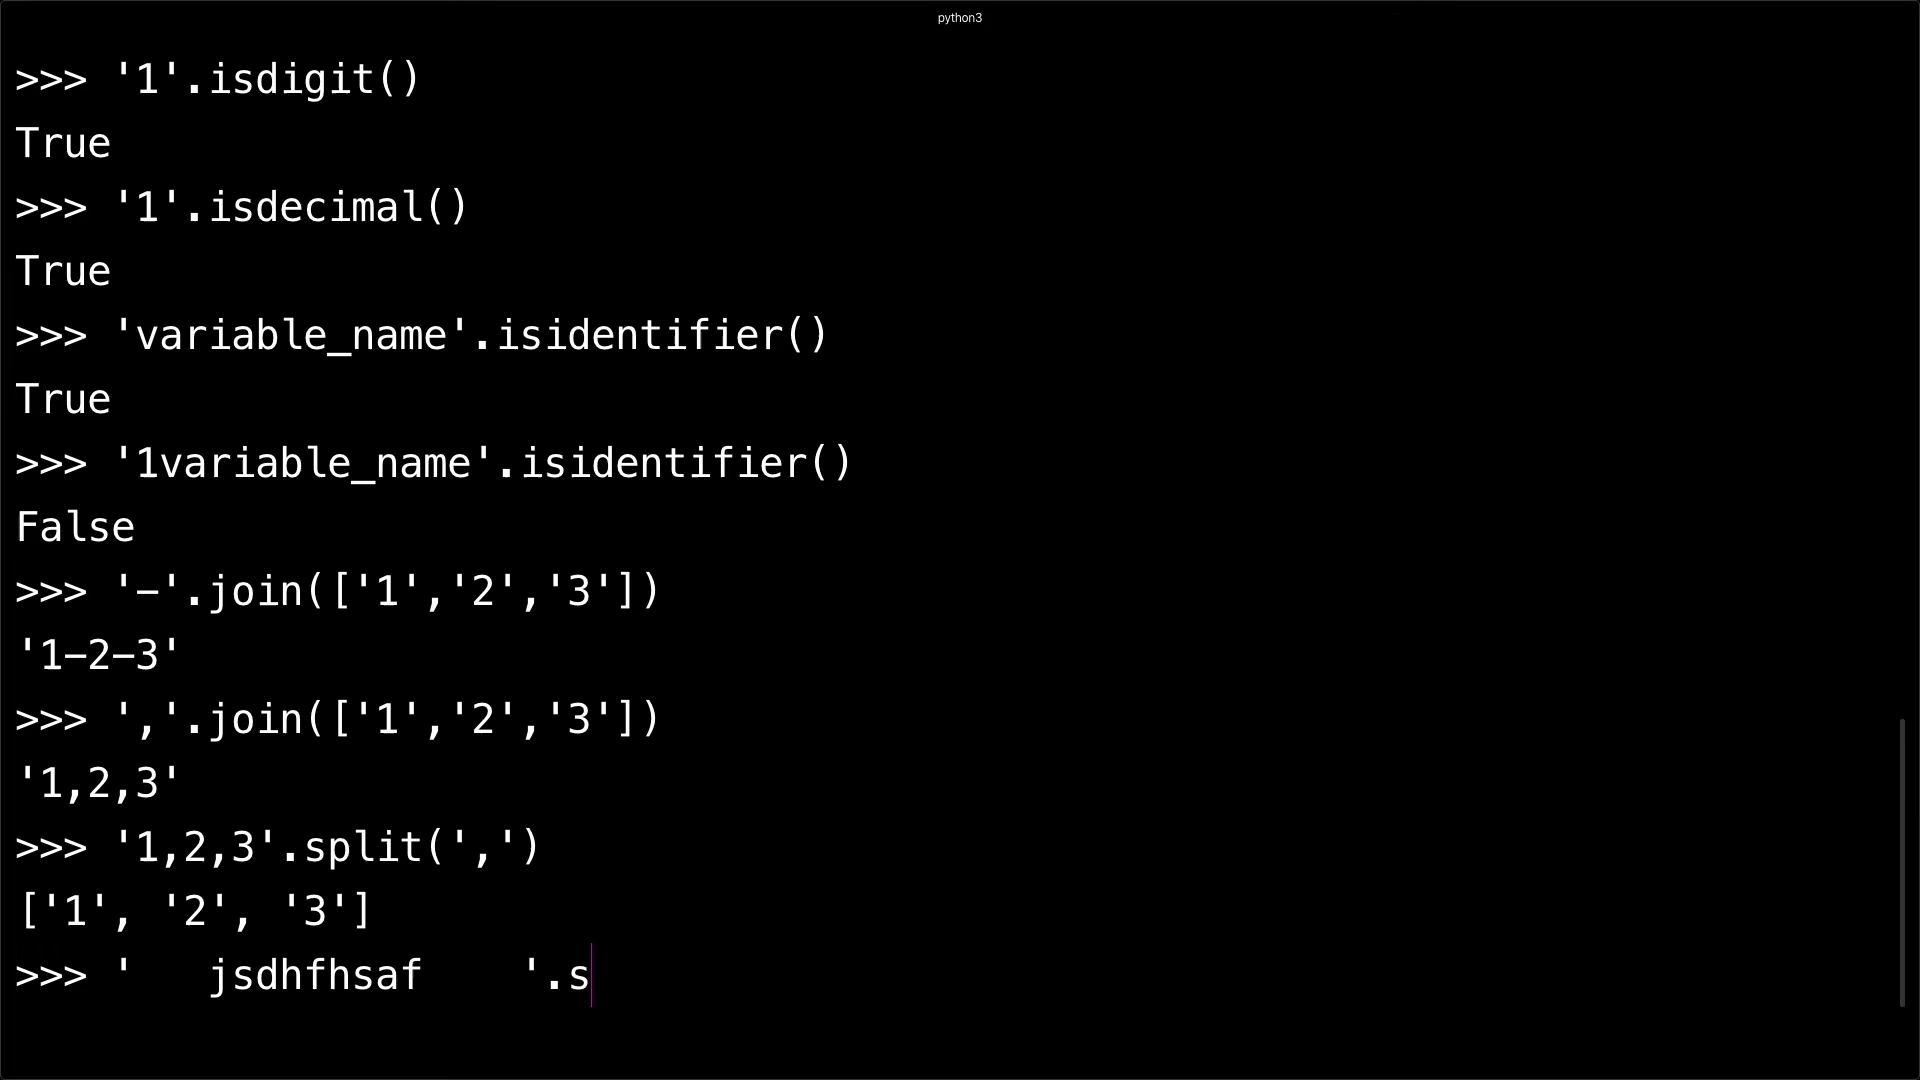 python3
>>> '1'.isdigit()
True
>>> '1'.isdecimal()
True
>>> 'variable_name'.isidentifier()
True
>>> '1variable_name'.isidentifier()
False
>>> '-'.join(['1','2','3'])
'1-2-3'
>>> ','.join(['1','2','3'])
'1,2,3'
>>> '1,2,3'.split(',')
['1', '2', '3']
>>> '   jsdhfhsaf    '.s